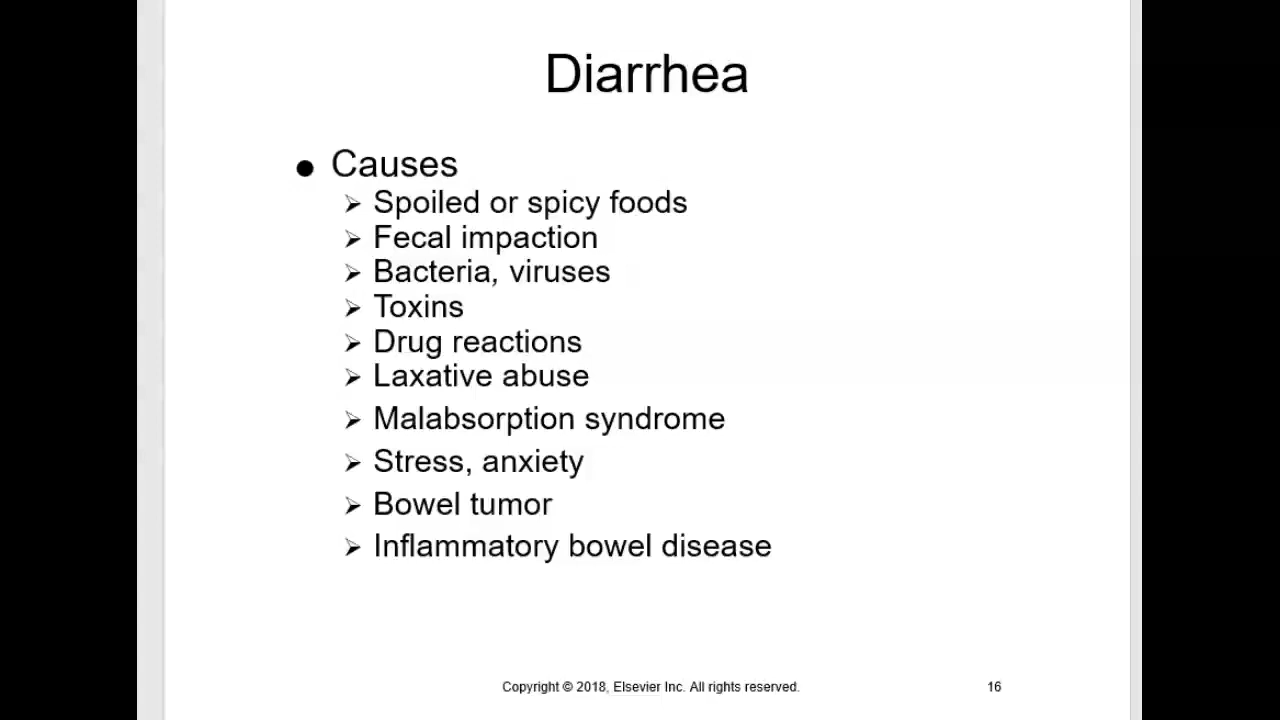 Diarrhea
● Causes
➢ Spoiled or spicy foods
➢ Fecal impaction
➢ Bacteria, viruses
➢ Toxins
➢ Drug reactions
➢ Laxative abuse
➢ Malabsorption syndrome
➢ Stress, anxiety
➢ Bowel tumor
➢ Inflammatory bowel disease
Copyright © 2018, Elsevier Inc. All rights reserved. 16